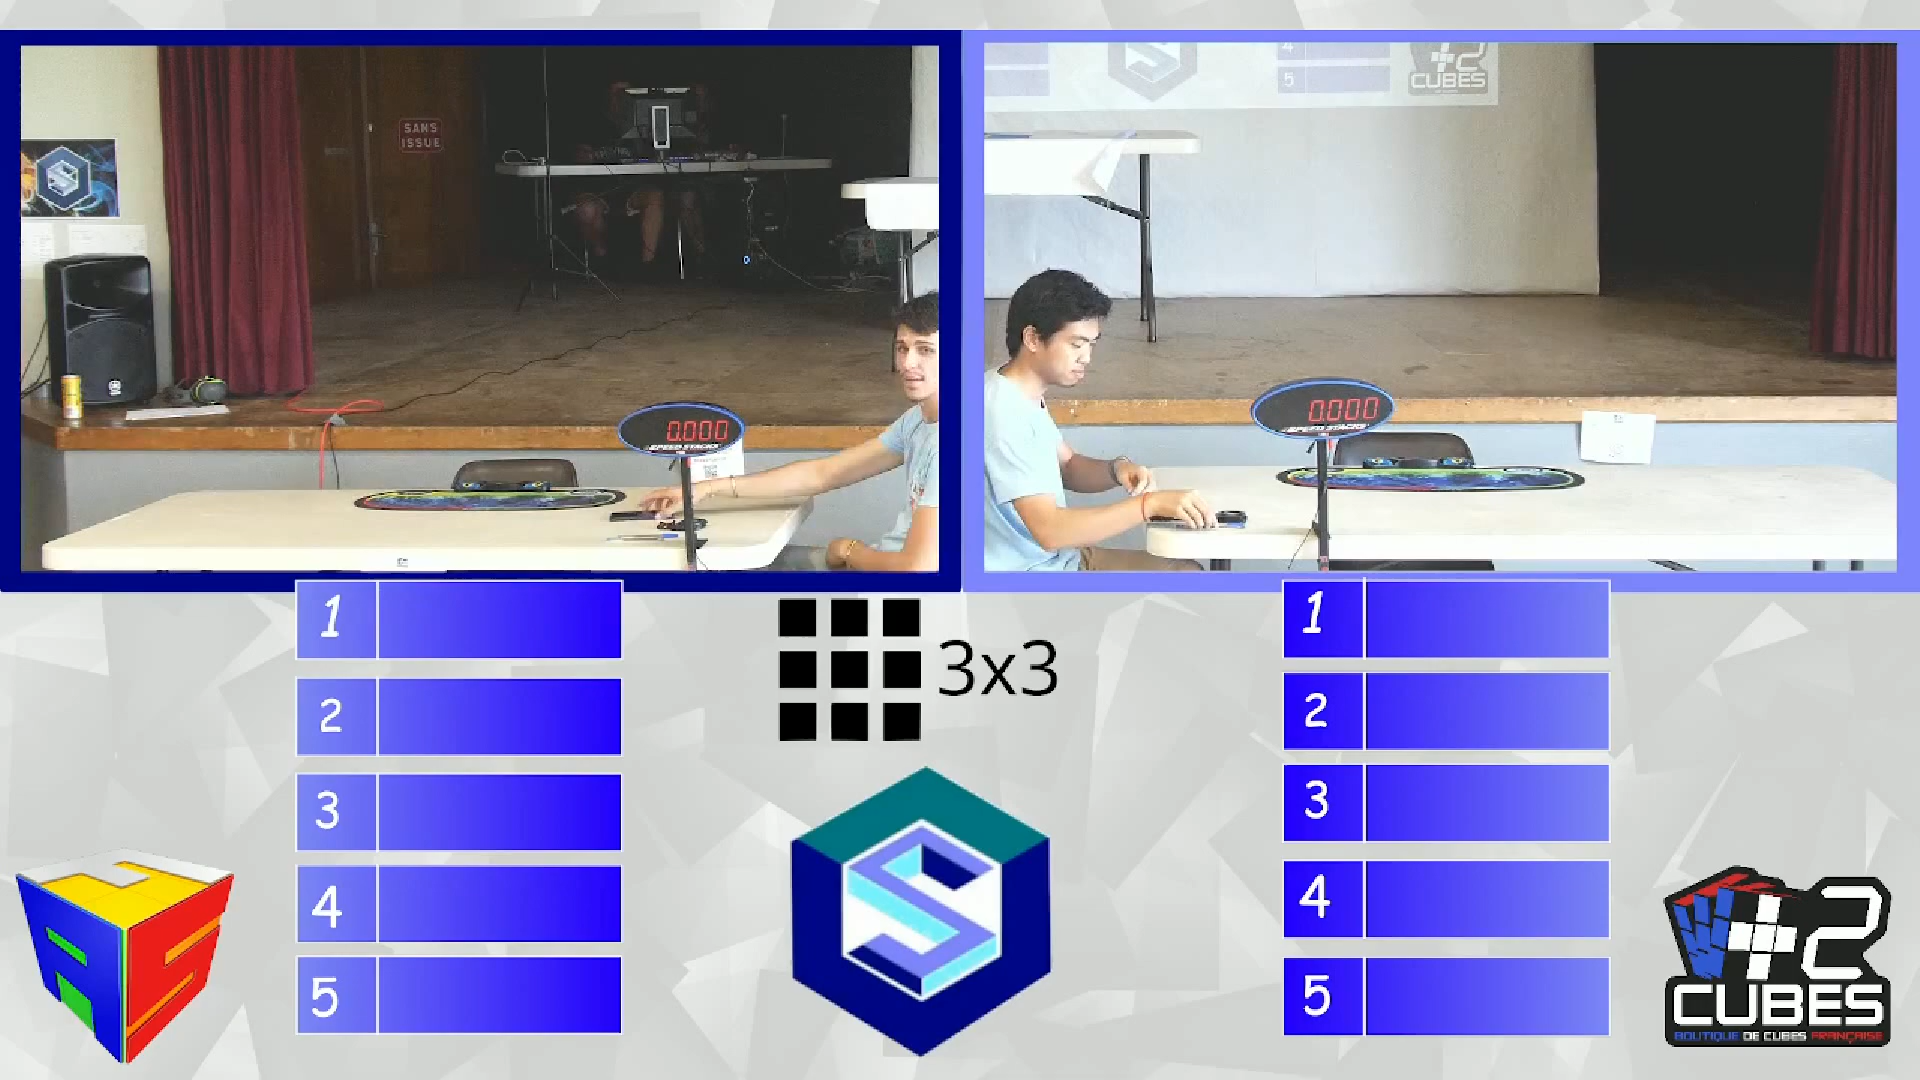 SANS
ISSUE
4
5
+2
CUBES
0.000
SPEED STACKS
0.000
SPEED STACKS
1
2
3
4
5
3x3
1
2
3
4
5
+2
CUBES
BOUTIQUE DE CUBES FRANÇAISE